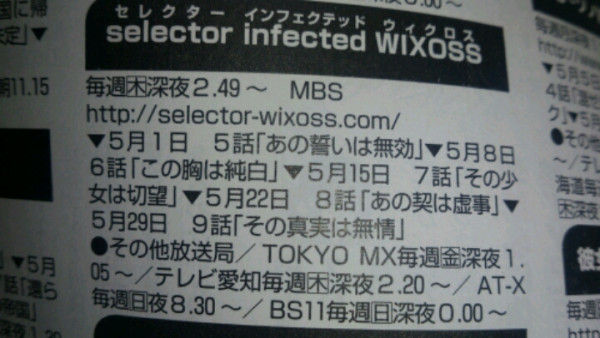 セレクター インフェクテッド ウィクロス
selector infected WIXOSS
毎週木深夜2.49〜 MBS
http://selector-wixoss.com/
▼5月1日 5話「あの誓いは無効」▼5月8日
6話「この胸は純白」▼5月15日 7話「その少
女は切望」▼5月22日 8話「あの契は虚事」▼
5月29日 9話「その真実は無情」
●その他放送局/TOKYO MX毎週金深夜1.
05〜/テレビ愛知毎週木深夜2.20〜/AT-X
毎週日夜8.30〜/BS11毎週日深夜0.00〜